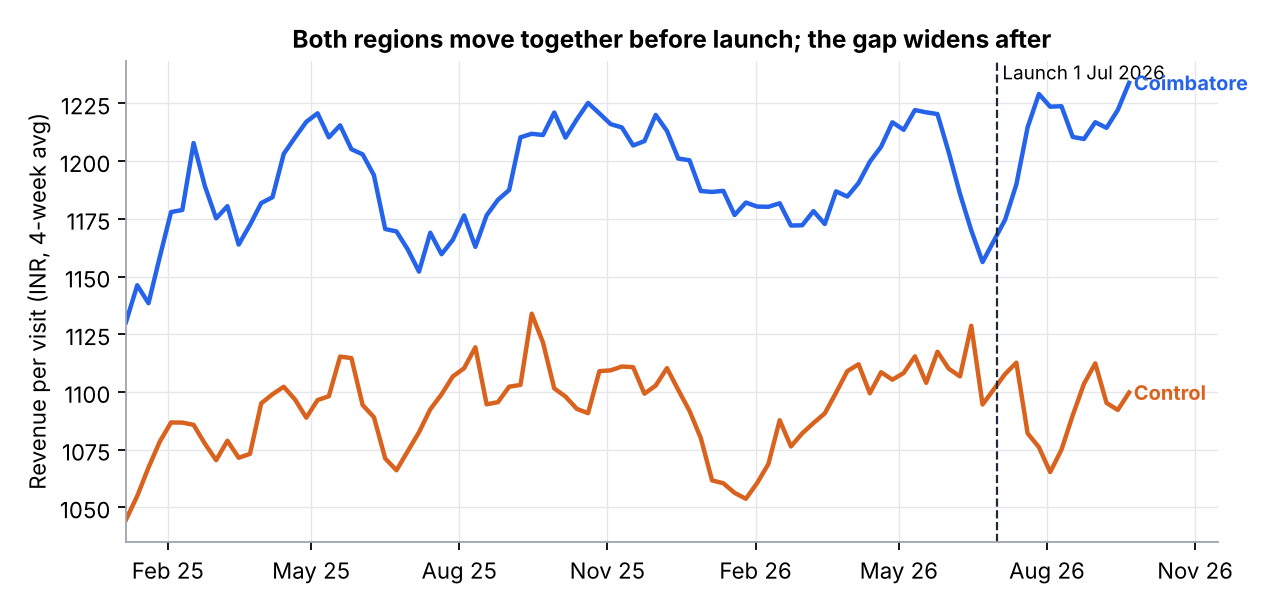 Both regions move together before launch; the gap widens after
Launch 1 Jul 2026
Coimbatore
Control
Revenue per visit (INR, 4-week avg)
1225
1200
1175
1150
1125
1100
1075
1050
Feb 25
May 25
Aug 25
Nov 25
Feb 26
May 26
Aug 26
Nov 26